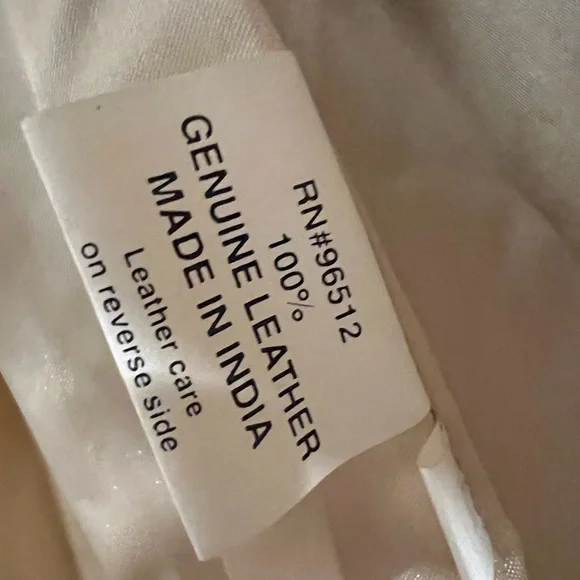 RN#96512
100%
GENUINE LEATHER
MADE IN INDIA
Leather care
on reverse side